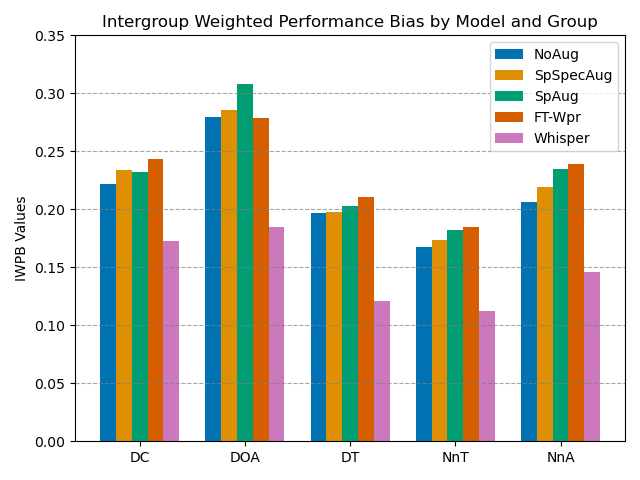 Intergroup Weighted Performance Bias by Model and Group
IWPB Values
0.35
0.30
0.25
0.20
0.15
0.10
0.05
0.00
NoAug
SpSpecAug
SpAug
FT-Wpr
Whisper
DC DOA DT NnT NnA